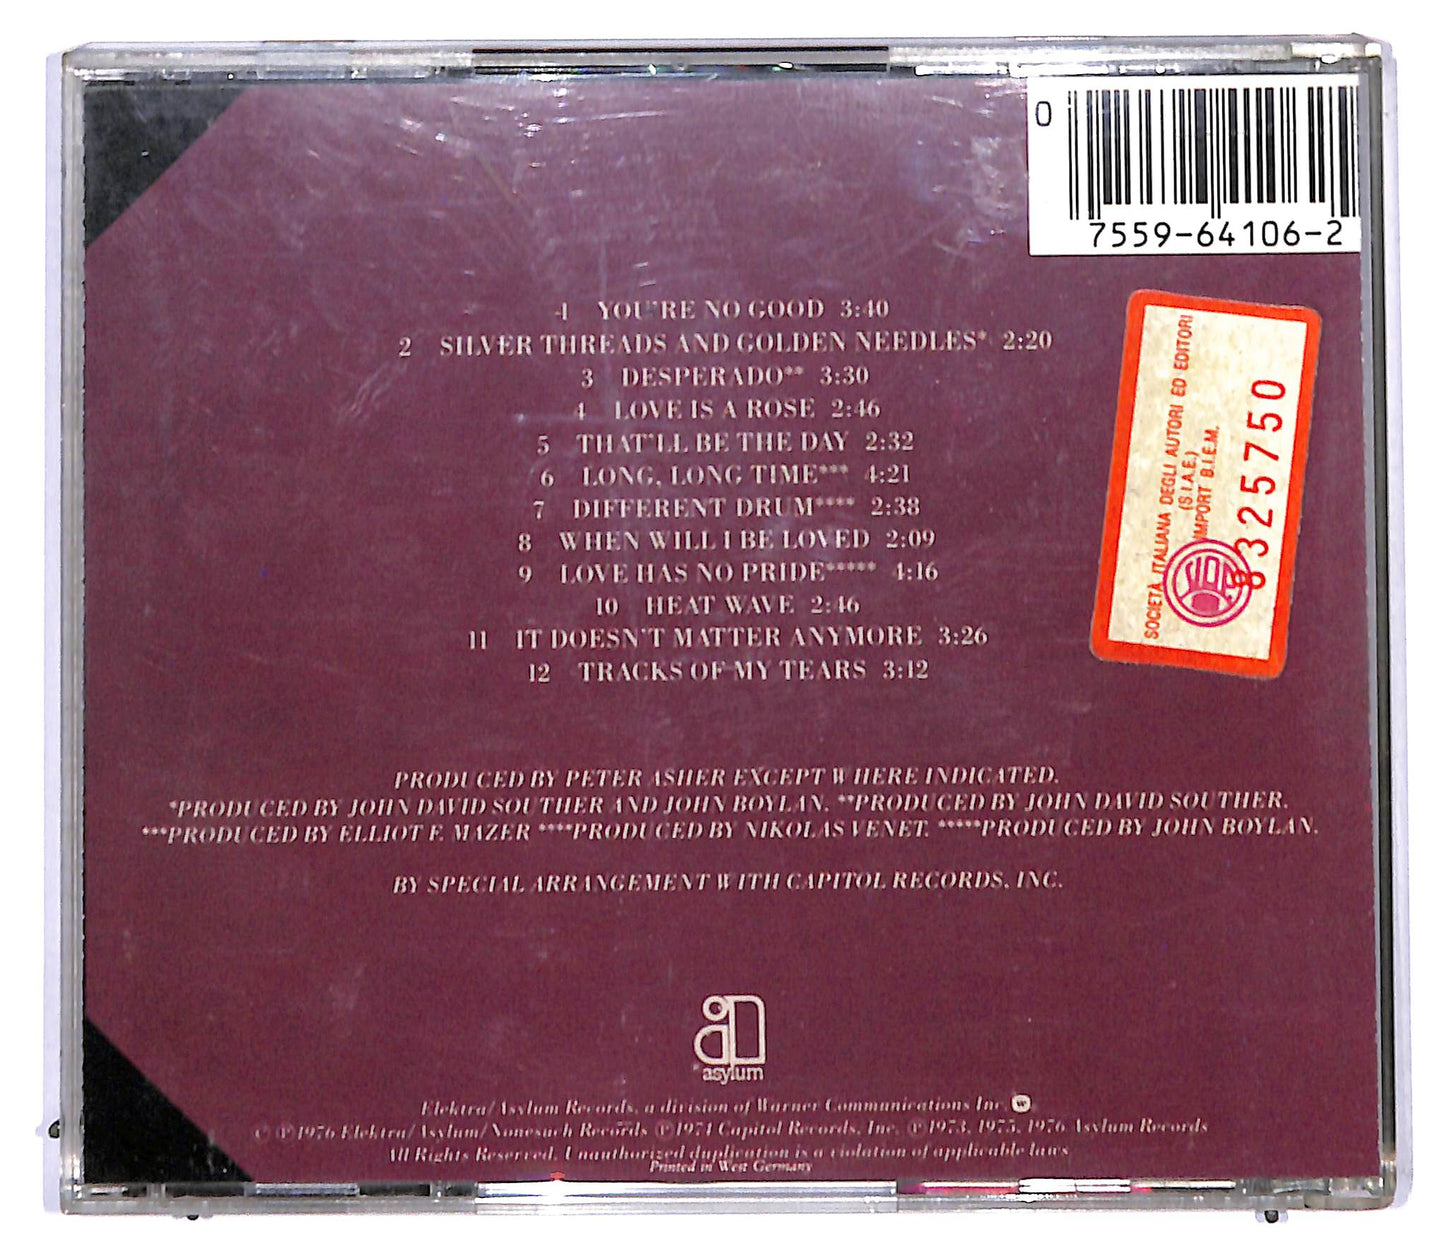 0
7559-64106-2
1 YOU'RE NO GOOD 3:40
2 SILVER THREADS AND GOLDEN NEEDLES* 2:20
3 DESPERADO** 3:30
4 LOVE IS A ROSE 2:46
5 THAT'LL BE THE DAY 2:32
6 LONG, LONG TIME*** 4:21
7 DIFFERENT DRUM**** 2:38
8 WHEN WILL I BE LOVED 2:09
9 LOVE HAS NO PRIDE***** 4:16
10 HEAT WAVE 2:46
11 IT DOESN'T MATTER ANYMORE 3:26
12 TRACKS OF MY TEARS 3:12
SOCIETÀ ITALIANA DEGLI AUTORI ED EDITORI
(S.I.A.E.)
IMPORT B.I.E.M.
8325750
PRODUCED BY PETER ASHER EXCEPT WHERE INDICATED.
*PRODUCED BY JOHN DAVID SOUTHER AND JOHN BOYLAN. **PRODUCED BY JOHN DAVID SOUTHER.
***PRODUCED BY ELLIOT F. MAZER ****PRODUCED BY NIKOLAS VENET. *****PRODUCED BY JOHN BOYLAN.
BY SPECIAL ARRANGEMENT WITH CAPITOL RECORDS, INC.
asylum
Elektra/Asylum Records, a division of Warner Communications Inc.
© ℗ 1976 Elektra/Asylum/Nonesuch Records ℗ 1974 Capitol Records, Inc. ℗ 1973, 1975, 1976 Asylum Records
All Rights Reserved. Unauthorized duplication is a violation of applicable laws
Printed in West Germany